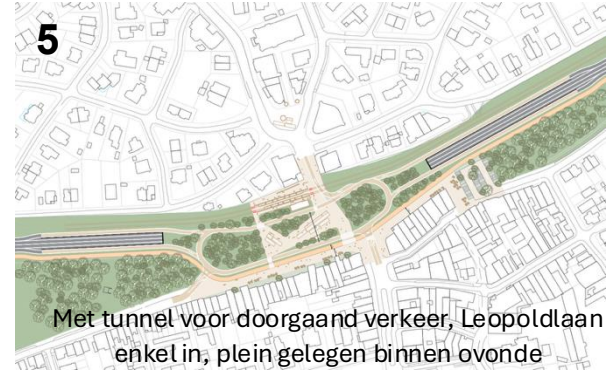 5
Met tunnel voor doorgaand verkeer, Leopoldlaan
enkel in, plein gelegen binnen ovonde